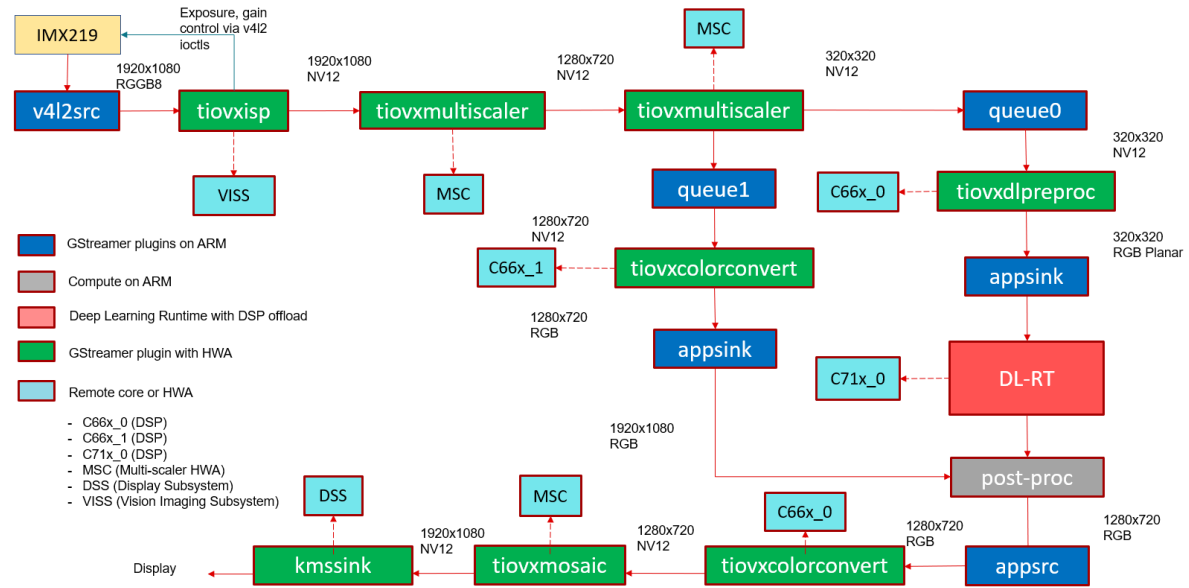 Exposure, gain
control via v4l2
ioctls
IMX219
MSC
1920x1080
RGGB8
1920x1080
NV12
1280x720
NV12
320x320
NV12
v4l2src
tiovxisp
tiovxmultiscaler
tiovxmultiscaler
queue0
320x320
NV12
VISS
MSC
queue1
C66x_0
tiovxdlpreproc
1280x720
NV12
320x320
RGB Planar
GStreamer plugins on ARM
C66x_1
tiovxcolorconvert
appsink
Compute on ARM
1280x720
RGB
Deep Learning Runtime with DSP offload
GStreamer plugin with HWA
appsink
C71x_0
DL-RT
Remote core or HWA
- C66x_0 (DSP)
- C66x_1 (DSP)
- C71x_0 (DSP)
- MSC (Multi-scaler HWA)
- DSS (Display Subsystem)
- VISS (Vision Imaging Subsystem)
1920x1080
RGB
post-proc
DSS
MSC
C66x_0
1920x1080
NV12
1280x720
NV12
1280x720
RGB
1280x720
RGB
Display
kmssink
tiovxmosaic
tiovxcolorconvert
appsrc